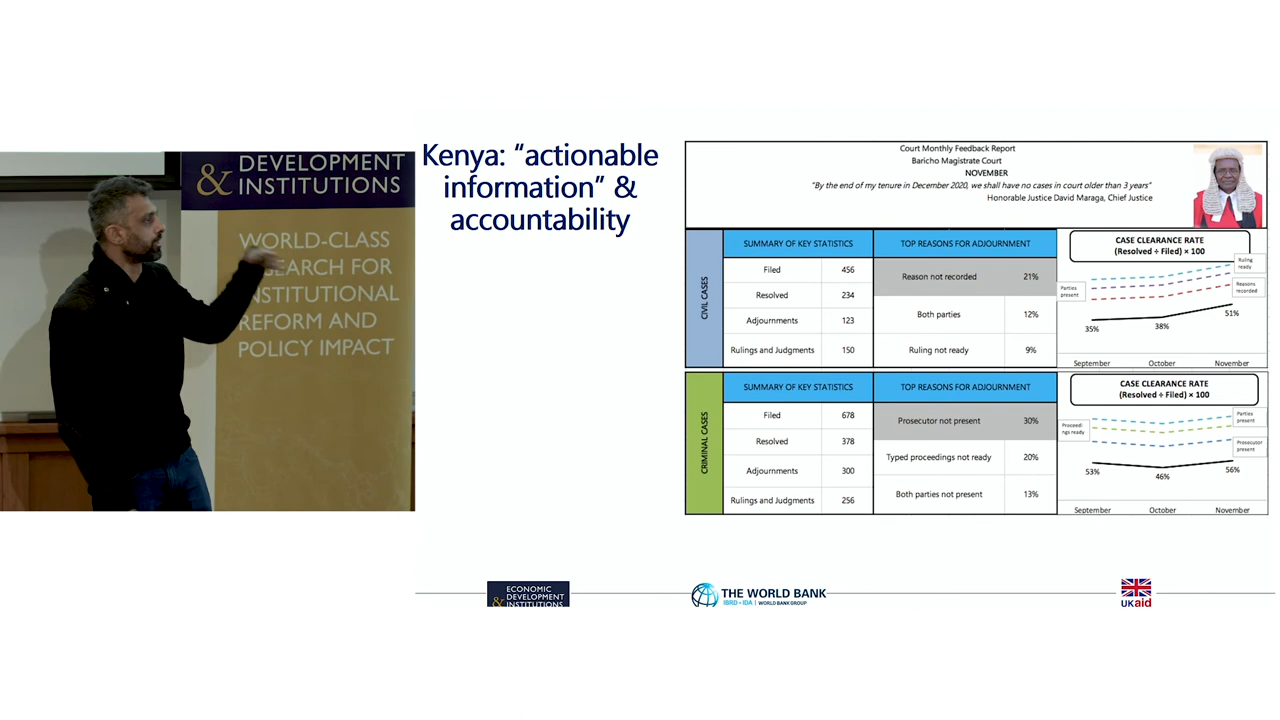 DEVELOPMENT
& INSTITUTIONS
WORLD-CLASS
FOR
INSTITUTIONAL
REFORM AND
POLICY IMPACT
Kenya: "actionable
information" &
accountability
Court Monthly Feedback Report
Baricho Magistrate Court
NOVEMBER
"By the end of my tenure in December 2020, we shall have no cases in court older than 3 years"
Honorable Justice David Maraga, Chief Justice
CIVIL CASES
SUMMARY OF KEY STATISTICS
Filed 456
Resolved 234
Adjournments 123
Rulings and Judgments 150
TOP REASONS FOR ADJOURNMENT
Reason not recorded 21%
Both parties 12%
Ruling not ready 9%
CASE CLEARANCE RATE
(Resolved ÷ Filed) × 100
Ruling
ready
Parties
present
Reasons
recorded
35% 38% 51%
September October November
CRIMINAL CASES
SUMMARY OF KEY STATISTICS
Filed 678
Resolved 378
Adjournments 300
Rulings and Judgments 256
TOP REASONS FOR ADJOURNMENT
Prosecutor not present 30%
Typed proceedings not ready 20%
Both parties not present 13%
CASE CLEARANCE RATE
(Resolved ÷ Filed) × 100
Parties
present
Proceedi
ngs ready
Prosecutor
present
53% 46% 56%
September October November
ECONOMIC
DEVELOPMENT
& INSTITUTIONS
THE WORLD BANK
IBRD • IDA | WORLD BANK GROUP
UKaid